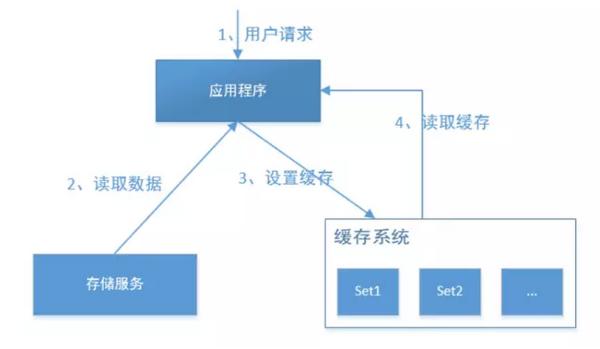 1、用户请求
应用程序
4、读取缓存
2、读取数据
3、设置缓存
缓存系统
存储服务
Set1
Set2
...